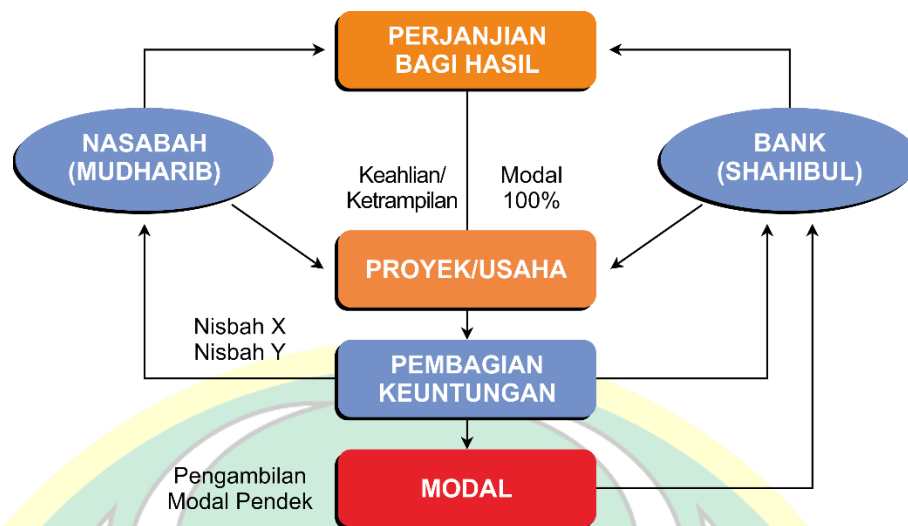 PERJANJIAN
BAGI HASIL
NASABAH
(MUDHARIB)
BANK
(SHAHIBUL)
Keahlian/
Ketrampilan
Modal
100%
PROYEK/USAHA
Nisbah X
Nisbah Y
PEMBAGIAN
KEUNTUNGAN
Pengambilan
Modal Pendek
MODAL